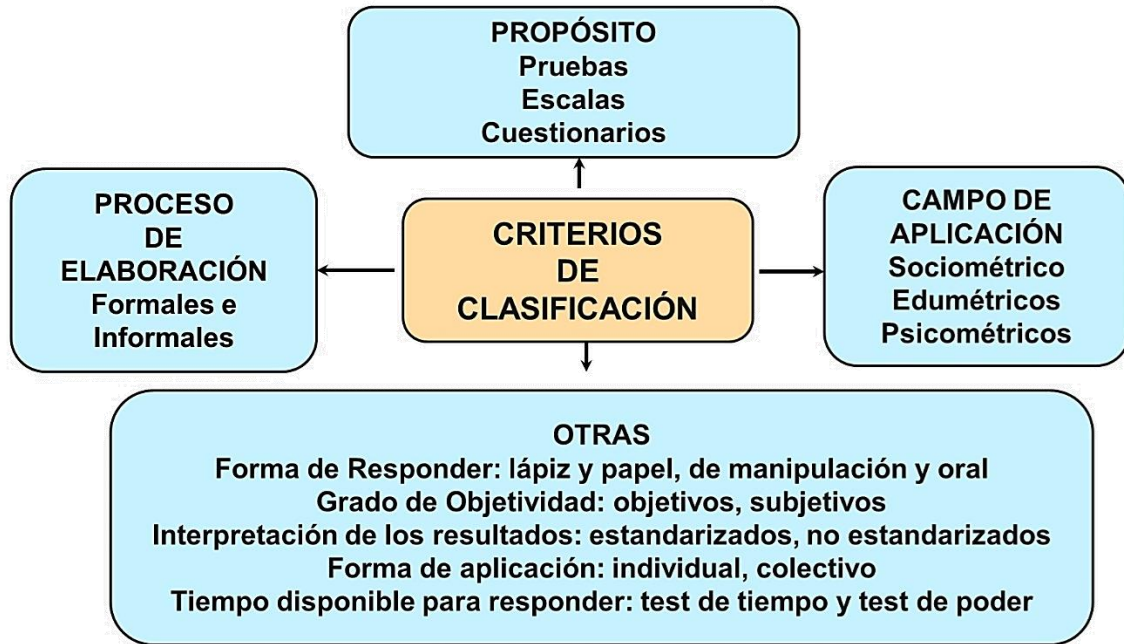 PROPÓSITO
Pruebas
Escalas
Cuestionarios
PROCESO
DE
ELABORACIÓN
Formales e
Informales
CRITERIOS
DE
CLASIFICACIÓN
CAMPO DE
APLICACIÓN
Sociométrico
Edumétricos
Psicométricos
OTRAS
Forma de Responder: lápiz y papel, de manipulación y oral
Grado de Objetividad: objetivos, subjetivos
Interpretación de los resultados: estandarizados, no estandarizados
Forma de aplicación: individual, colectivo
Tiempo disponible para responder: test de tiempo y test de poder